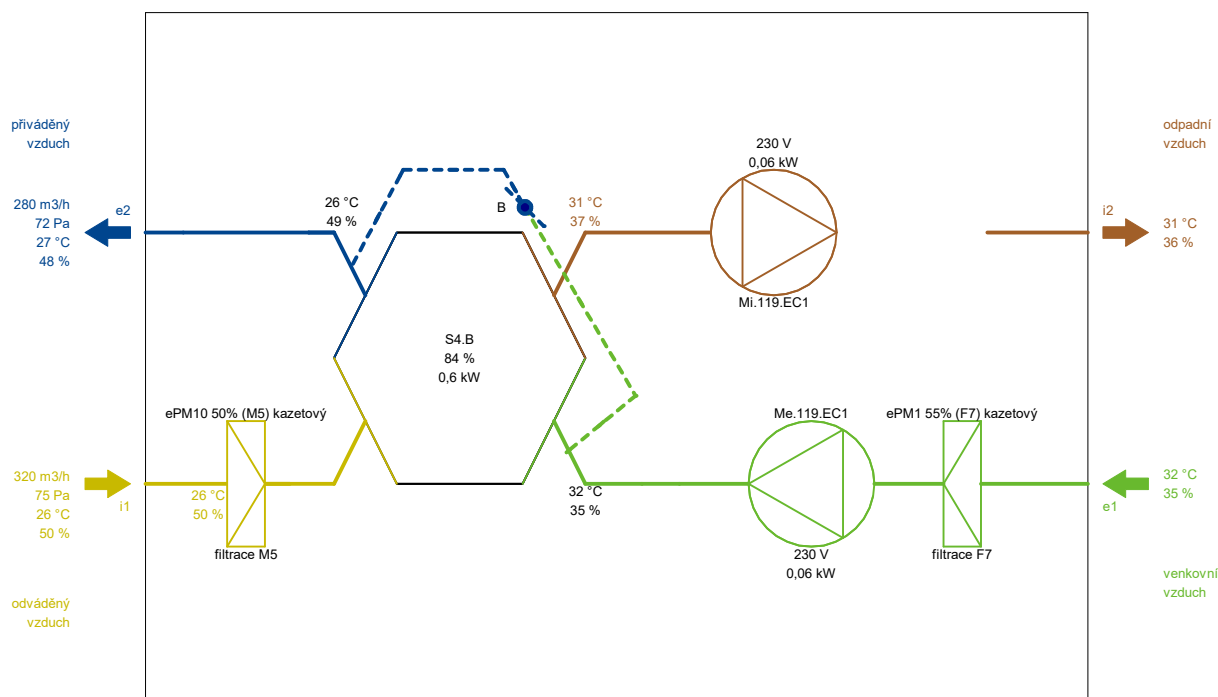 přiváděný
vzduch
280 m3/h
72 Pa
27 °C
48 %
e2
26 °C
49 %
B
31 °C
37 %
230 V
0,06 kW
Mi.119.EC1
odpadní
vzduch
i2
31 °C
36 %
S4.B
84 %
0,6 kW
ePM10 50% (M5) kazetový
320 m3/h
75 Pa
26 °C
50 %
i1
26 °C
50 %
filtrace M5
odváděný
vzduch
32 °C
35 %
Me.119.EC1
230 V
0,06 kW
ePM1 55% (F7) kazetový
filtrace F7
32 °C
35 %
e1
venkovní
vzduch